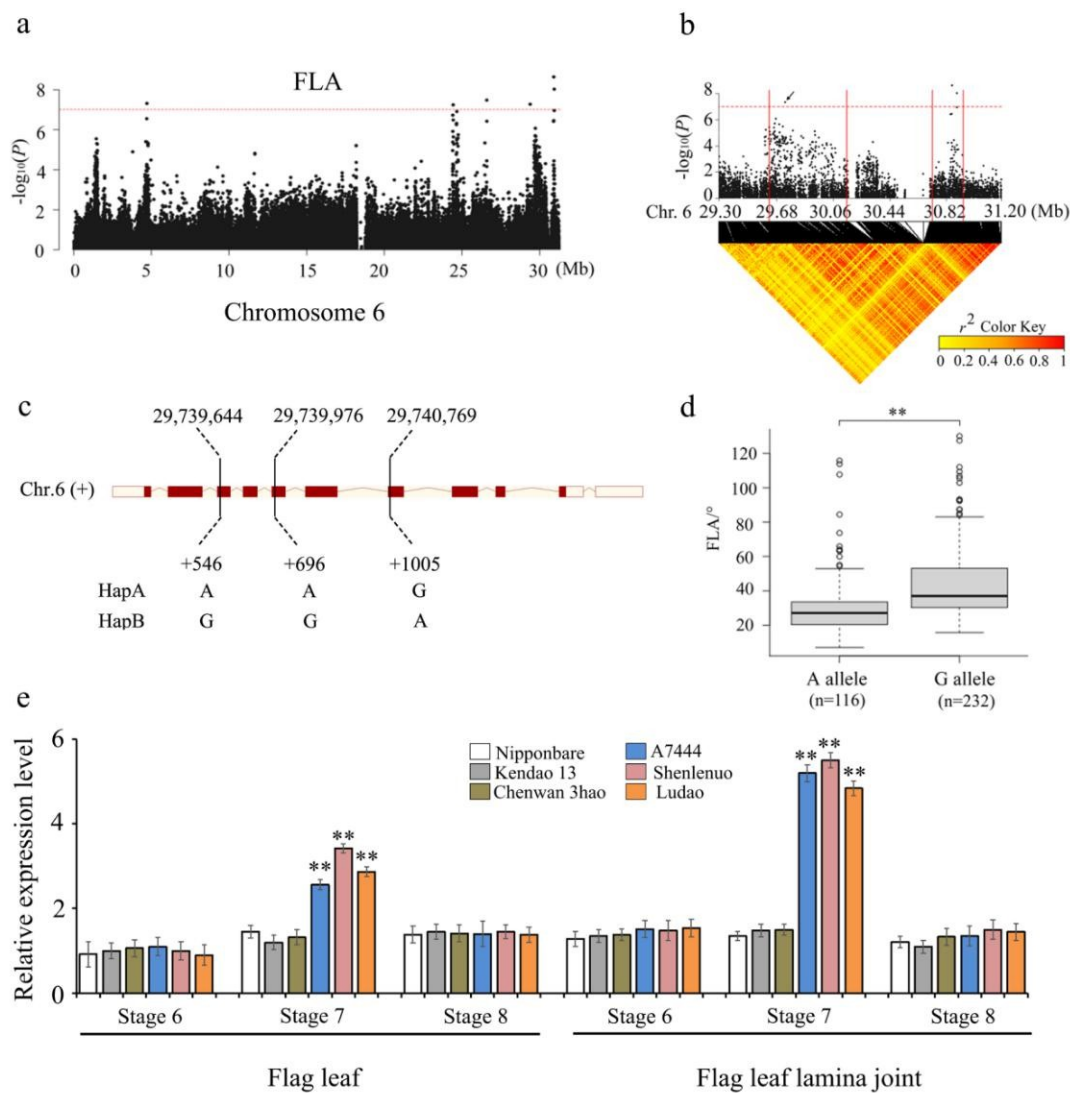 a
FLA
8
6
4
2
0
-log₁₀(P)
0 5 10 15 20 25 30 (Mb)
Chromosome 6
b
8
6
4
2
0
-log₁₀(P)
Chr. 6 29.30 29.68 30.06 30.44 30.82 31.20 (Mb)
r² Color Key
0 0.2 0.4 0.6 0.8 1
c
29,739,644 29,739,976 29,740,769
Chr.6 (+)
+546 +696 +1005
HapA A A G
HapB G G A
d
**
120
100
80
60
40
20
FLA/°
A allele G allele
(n=116) (n=232)
e
6
4
2
0
Relative expression level
Nipponbare A7444
Kendao 13 Shenlenuo
Chenwan 3hao Ludao
** ** **
** ** **
Stage 6 Stage 7 Stage 8 Stage 6 Stage 7 Stage 8
Flag leaf Flag leaf lamina joint